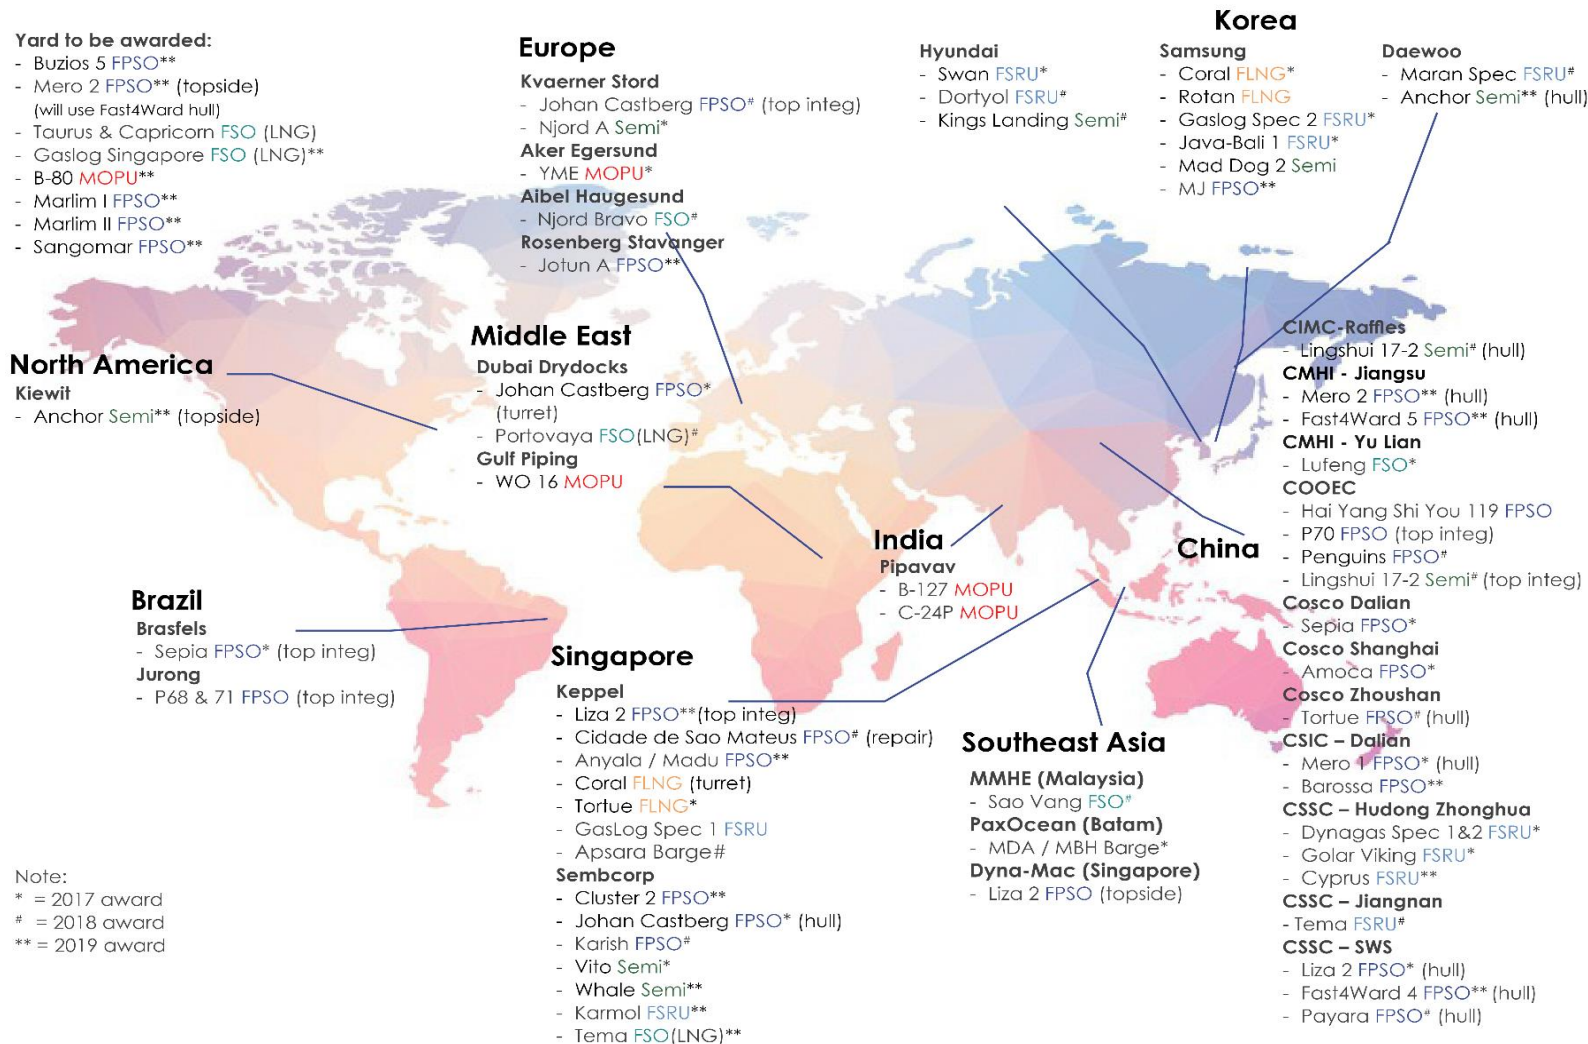 Yard to be awarded:
- Buzios 5 FPSO**
- Mero 2 FPSO** (topside)
(will use Fast4Ward hull)
- Taurus & Capricorn FSO (LNG)
- Gaslog Singapore FSO (LNG)**
- B-80 MOPU**
- Marlim I FPSO**
- Marlim II FPSO**
- Sangomar FPSO**
Europe
Kvaerner Stord
- Johan Castberg FPSO# (top integ)
- Njord A Semi*
Aker Egersund
- YME MOPU*
Aibel Haugesund
- Njord Bravo FSO#
Rosenberg Stavanger
- Jotun A FPSO**
Korea
Hyundai
- Swan FSRU*
- Dortyol FSRU#
- Kings Landing Semi#
Samsung
- Coral FLNG*
- Rotan FLNG
- Gaslog Spec 2 FSRU*
- Java-Bali 1 FSRU*
- Mad Dog 2 Semi
- MJ FPSO**
Daewoo
- Maran Spec FSRU#
- Anchor Semi** (hull)
North America
Kiewit
- Anchor Semi** (topside)
Middle East
Dubai Drydocks
- Johan Castberg FPSO*
(turret)
- Portovaya FSO(LNG)#
Gulf Piping
- WO 16 MOPU
India
Pipavav
- B-127 MOPU
- C-24P MOPU
China
CIMC-Raffles
- Lingshui 17-2 Semi# (hull)
CMHI - Jiangsu
- Mero 2 FPSO** (hull)
- Fast4Ward 5 FPSO** (hull)
CMHI - Yu Lian
- Lufeng FSO*
COOEC
- Hai Yang Shi You 119 FPSO
- P70 FPSO (top integ)
- Penguins FPSO#
- Lingshui 17-2 Semi# (top integ)
Cosco Dalian
- Sepia FPSO*
Cosco Shanghai
- Amoca FPSO*
Cosco Zhoushan
- Tortue FPSO# (hull)
CSIC – Dalian
- Mero 1 FPSO* (hull)
- Barossa FPSO**
CSSC – Hudong Zhonghua
- Dynagas Spec 1&2 FSRU*
- Golar Viking FSRU*
- Cyprus FSRU**
CSSC – Jiangnan
- Tema FSRU#
CSSC – SWS
- Liza 2 FPSO* (hull)
- Fast4Ward 4 FPSO** (hull)
- Payara FPSO# (hull)
Brazil
Brasfels
- Sepia FPSO* (top integ)
Jurong
- P68 & 71 FPSO (top integ)
Singapore
Keppel
- Liza 2 FPSO**(top integ)
- Cidade de Sao Mateus FPSO# (repair)
- Anyala / Madu FPSO**
- Coral FLNG (turret)
- Tortue FLNG*
- GasLog Spec 1 FSRU
- Apsara Barge#
Sembcorp
- Cluster 2 FPSO**
- Johan Castberg FPSO* (hull)
- Karish FPSO#
- Vito Semi*
- Whale Semi**
- Karmol FSRU**
- Tema FSO(LNG)**
Southeast Asia
MMHE (Malaysia)
- Sao Vang FSO#
PaxOcean (Batam)
- MDA / MBH Barge*
Dyna-Mac (Singapore)
- Liza 2 FPSO (topside)
Note:
* = 2017 award
# = 2018 award
** = 2019 award